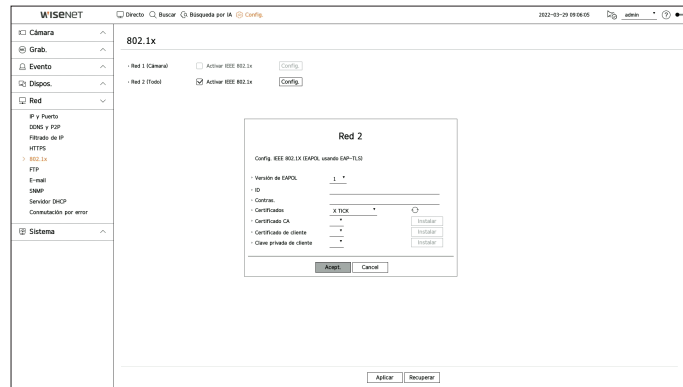 WISENET
Directo Buscar Búsqueda por IA Config. 2022-03-29 09:06:05 admin
Cámara
Grab.
Evento
Dispos.
Red
IP y Puerto
DDNS y P2P
Filtrado de IP
HTTPS
> 802.1x
FTP
E-mail
SNMP
Servidor DHCP
Conmutación por error
Sistema
802.1x
· Red 1 (Cámara) Activar IEEE 802.1x Config.
· Red 2 (Todo) Activar IEEE 802.1x Config.
Red 2
Config. IEEE 802.1X (EAPOL usando EAP-TLS)
· Versión de EAPOL 1
· ID
· Contras.
· Certificados X TICK
· Certificado CA Instalar
· Certificado de cliente Instalar
· Clave privada de cliente Instalar
Acept. Cancel
Aplicar Recuperar